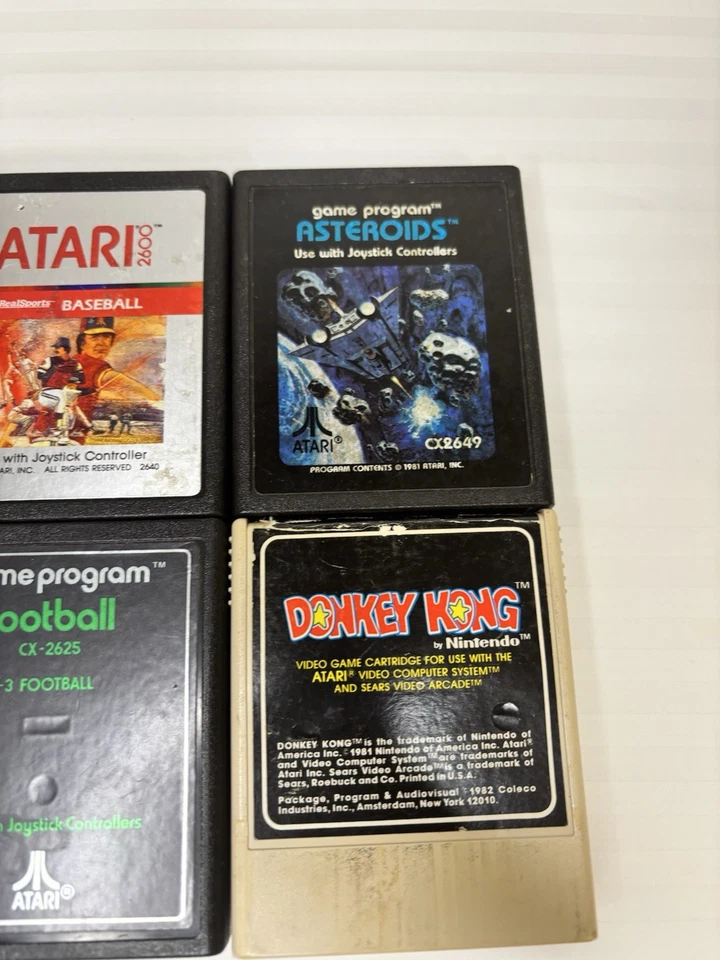 ATARI 2600™
RealSports™ BASEBALL
with Joystick Controller
ARI, INC. ALL RIGHTS RESERVED 2640
game program™
ASTEROIDS™
Use with Joystick Controllers
ATARI®
CX2649
PROGRAM CONTENTS © 1981 ATARI, INC.
me program™
ootball
CX-2625
-3 FOOTBALL
n Joystick Controllers
ATARI®
DONKEY KONG™
by Nintendo™
VIDEO GAME CARTRIDGE FOR USE WITH THE
ATARI® VIDEO COMPUTER SYSTEM™
AND SEARS VIDEO ARCADE™
DONKEY KONG™ is the trademark of Nintendo of
America Inc. © 1981 Nintendo of America Inc. Atari®
and Video Computer System™ are trademarks of
Atari Inc. Sears Video Arcade™ is a trademark of
Sears, Roebuck and Co. Printed in U.S.A.
Package, Program & Audiovisual © 1982 Coleco
Industries, Inc., Amsterdam, New York 12010.